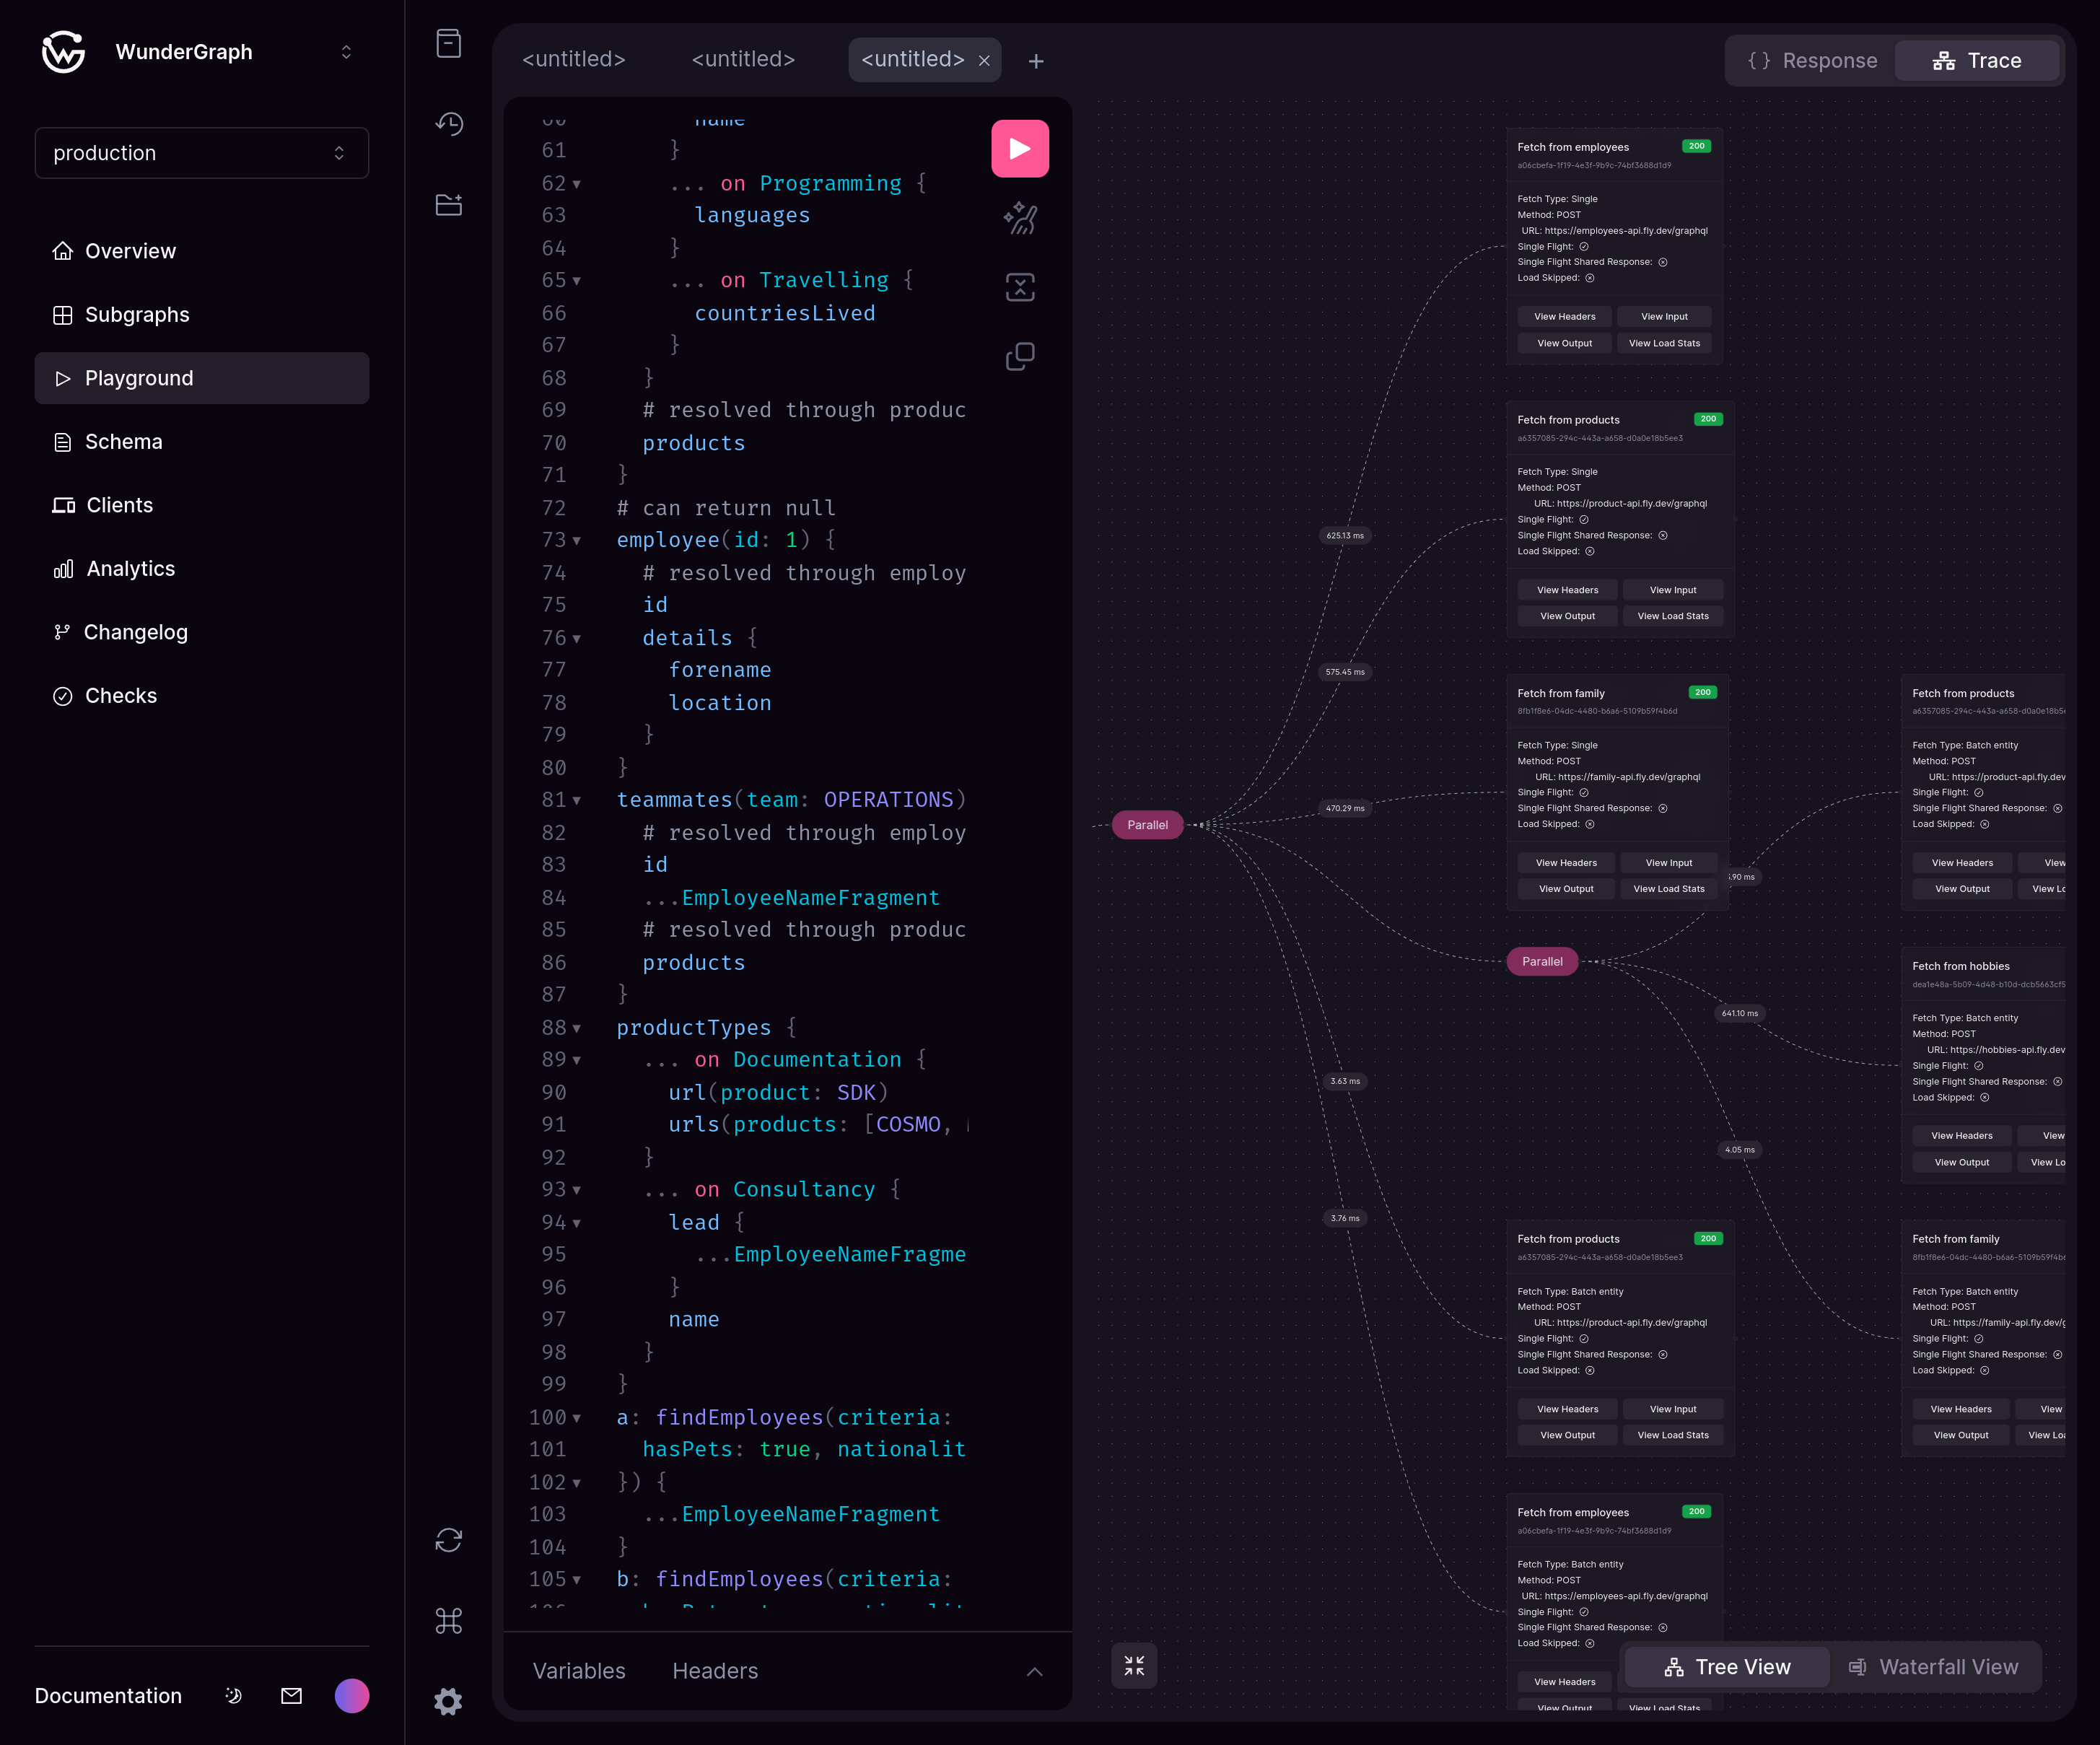 WunderGraph
production
Overview
Subgraphs
Playground
Schema
Clients
Analytics
Changelog
Checks
Documentation
<untitled>
<untitled>
<untitled>
Response
Trace
60 name
61 }
62 ... on Programming {
63 languages
64 }
65 ... on Travelling {
66 countriesLived
67 }
68 }
69 # resolved through produc
70 products
71 }
72 # can return null
73 employee(id: 1) {
74 # resolved through employ
75 id
76 details {
77 forename
78 location
79 }
80 }
81 teammates(team: OPERATIONS)
82 # resolved through employ
83 id
84 ...EmployeeNameFragment
85 # resolved through produc
86 products
87 }
88 productTypes {
89 ... on Documentation {
90 url(product: SDK)
91 urls(products: [COSMO,
92 }
93 ... on Consultancy {
94 lead {
95 ...EmployeeNameFragme
96 }
97 name
98 }
99 }
100 a: findEmployees(criteria:
101 hasPets: true, nationalit
102 }) {
103 ...EmployeeNameFragment
104 }
105 b: findEmployees(criteria:
Variables
Headers
Parallel
625.13 ms
575.45 ms
470.29 ms
3.63 ms
3.76 ms
Fetch from employees 200
a06cbefa-1f19-4e3f-9b9c-74bf3688d1d9
Fetch Type: Single
Method: POST
URL: https://employees-api.fly.dev/graphql
Single Flight:
Single Flight Shared Response:
Load Skipped:
View Headers View Input
View Output View Load Stats
Fetch from products 200
a6357085-294c-443a-a658-d0a0e18b5ee3
Fetch Type: Single
Method: POST
URL: https://product-api.fly.dev/graphql
Single Flight:
Single Flight Shared Response:
Load Skipped:
View Headers View Input
View Output View Load Stats
Fetch from family 200
8fb1f8e6-04dc-4480-b6a6-5109b59f4b6d
Fetch Type: Single
Method: POST
URL: https://family-api.fly.dev/graphql
Single Flight:
Single Flight Shared Response:
Load Skipped:
View Headers View Input
View Output View Load Stats
Parallel
.90 ms
641.10 ms
4.05 ms
Fetch from products 200
a6357085-294c-443a-a658-d0a0e18b5ee3
Fetch Type: Batch entity
Method: POST
URL: https://product-api.fly.dev/graphql
Single Flight:
Single Flight Shared Response:
Load Skipped:
View Headers View Input
View Output View Load Stats
Fetch from employees 200
a06cbefa-1f19-4e3f-9b9c-74bf3688d1d9
Fetch Type: Batch entity
Method: POST
URL: https://employees-api.fly.dev/graphql
Single Flight:
Single Flight Shared Response:
Load Skipped:
View Headers
View Output View Load Stats
Fetch from products
a6357085-294c-443a-a658-d0a0e18b5
Fetch Type: Batch entity
Method: POST
URL: https://product-api.fly.dev
Single Flight:
Single Flight Shared Response:
Load Skipped:
View Headers View
View Output View Lo
Fetch from hobbies
dea1e48a-5b09-4d48-b10d-dcb5663cf5
Fetch Type: Batch entity
Method: POST
URL: https://hobbies-api.fly.dev
Single Flight:
Single Flight Shared Response:
Load Skipped:
View Headers View
View Output View Lo
Fetch from family
8fb1f8e6-04dc-4480-b6a6-5109b59f4b
Fetch Type: Batch entity
Method: POST
URL: https://family-api.fly.dev/g
Single Flight:
Single Flight Shared Response:
Load Skipped:
View Headers View
View Output View Loa
Tree View
Waterfall View